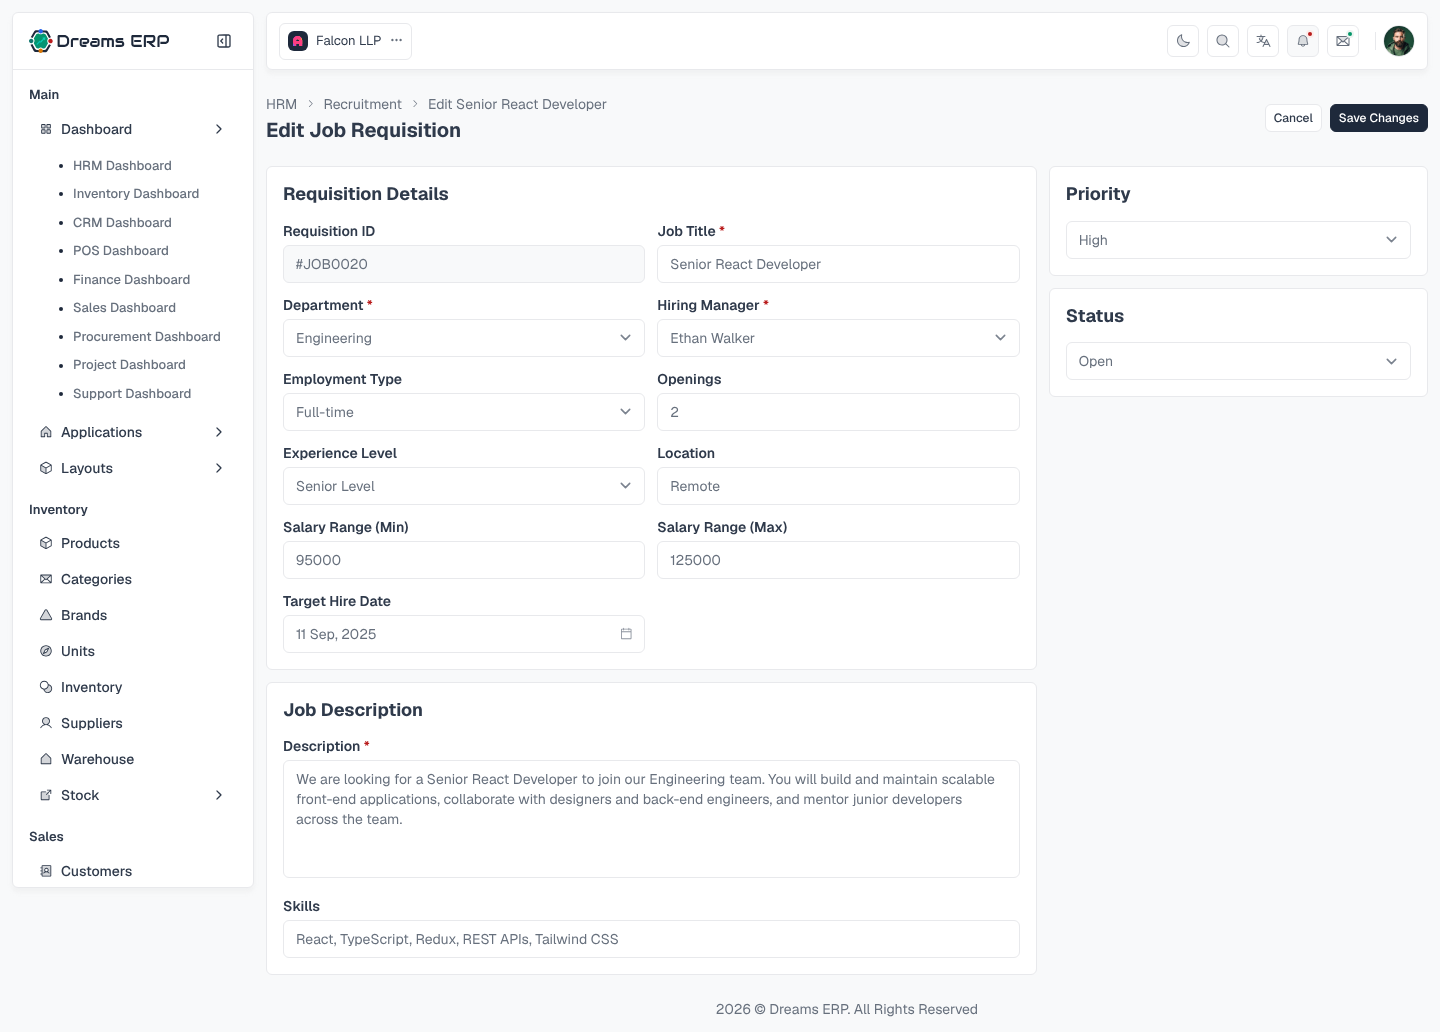 Dreams ERP
Falcon LLP
Main
Dashboard
HRM Dashboard
Inventory Dashboard
CRM Dashboard
POS Dashboard
Finance Dashboard
Sales Dashboard
Procurement Dashboard
Project Dashboard
Support Dashboard
Applications
Layouts
Inventory
Products
Categories
Brands
Units
Inventory
Suppliers
Warehouse
Stock
Sales
Customers
HRM > Recruitment > Edit Senior React Developer
Edit Job Requisition
Cancel
Save Changes
Requisition Details
Requisition ID
#JOB0020
Job Title *
Senior React Developer
Department *
Engineering
Hiring Manager *
Ethan Walker
Employment Type
Full-time
Openings
2
Experience Level
Senior Level
Location
Remote
Salary Range (Min)
95000
Salary Range (Max)
125000
Target Hire Date
11 Sep, 2025
Priority
High
Status
Open
Job Description
Description *
We are looking for a Senior React Developer to join our Engineering team. You will build and maintain scalable
front-end applications, collaborate with designers and back-end engineers, and mentor junior developers
across the team.
Skills
React, TypeScript, Redux, REST APIs, Tailwind CSS
2026 © Dreams ERP. All Rights Reserved